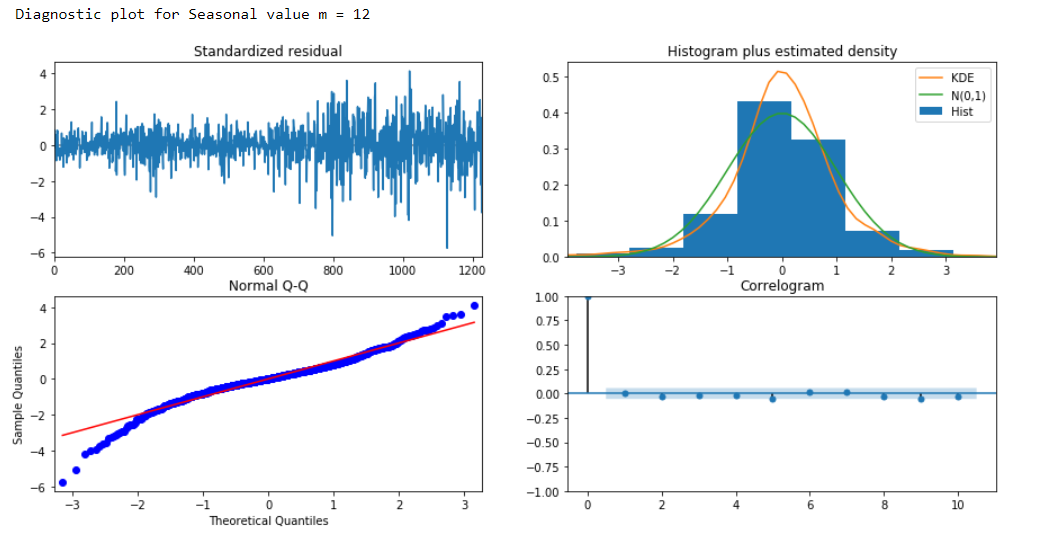 Diagnostic plot for Seasonal value m = 12
Standardized residual
4
2
0
−2
−4
−6
0 200 400 600 800 1000 1200
Histogram plus estimated density
KDE
N(0,1)
Hist
0.5
0.4
0.3
0.2
0.1
0.0
−3 −2 −1 0 1 2 3
Normal Q-Q
Sample Quantiles
4
2
0
−2
−4
−6
−3 −2 −1 0 1 2 3
Theoretical Quantiles
Correlogram
1.00
0.75
0.50
0.25
0.00
−0.25
−0.50
−0.75
−1.00
0 2 4 6 8 10